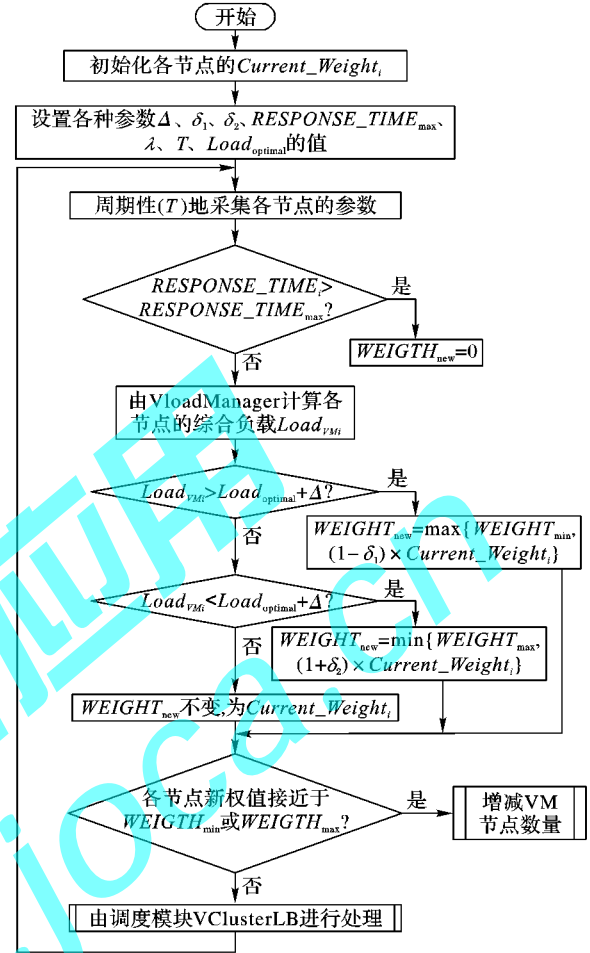 开始
初始化各节点的Current_Weightᵢ
设置各种参数Δ、δ₁、δ₂、RESPONSE_TIMEmax、
λ、T、Loadoptimal的值
周期性(T)地采集各节点的参数
RESPONSE_TIMEᵢ>
RESPONSE_TIMEmax?
是
WEIGTHnew=0
否
由VloadManager计算各
节点的综合负载LoadVMi
LoadVMi>Loadoptimal+Δ?
是
WEIGHTnew=max{WEIGHTmin,
(1-δ₁)×Current_Weightᵢ}
否
LoadVMi<Loadoptimal+Δ?
是
WEIGHTnew=min{WEIGHTmax,
(1+δ₂)×Current_Weightᵢ}
否
WEIGHTnew不变,为Current_Weightᵢ
各节点新权值接近于
WEIGTHmin或WEIGTHmax?
是
增减VM
节点数量
否
由调度模块VClusterLB进行处理
应用
.joca.cn